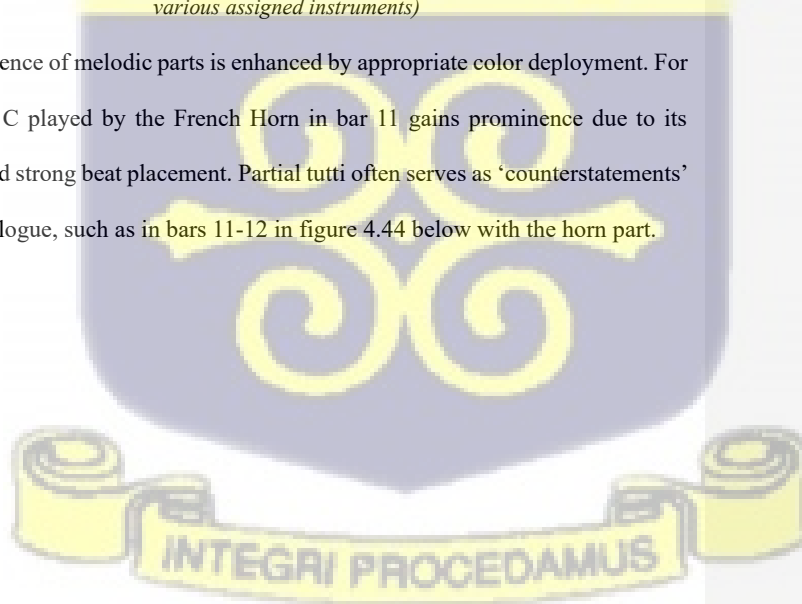 various assigned instruments)
ence of melodic parts is enhanced by appropriate color deployment. For
C played by the French Horn in bar 11 gains prominence due to its
d strong beat placement. Partial tutti often serves as ‘counterstatements’
logue, such as in bars 11-12 in figure 4.44 below with the horn part.
INTEGRI PROCEDAMUS